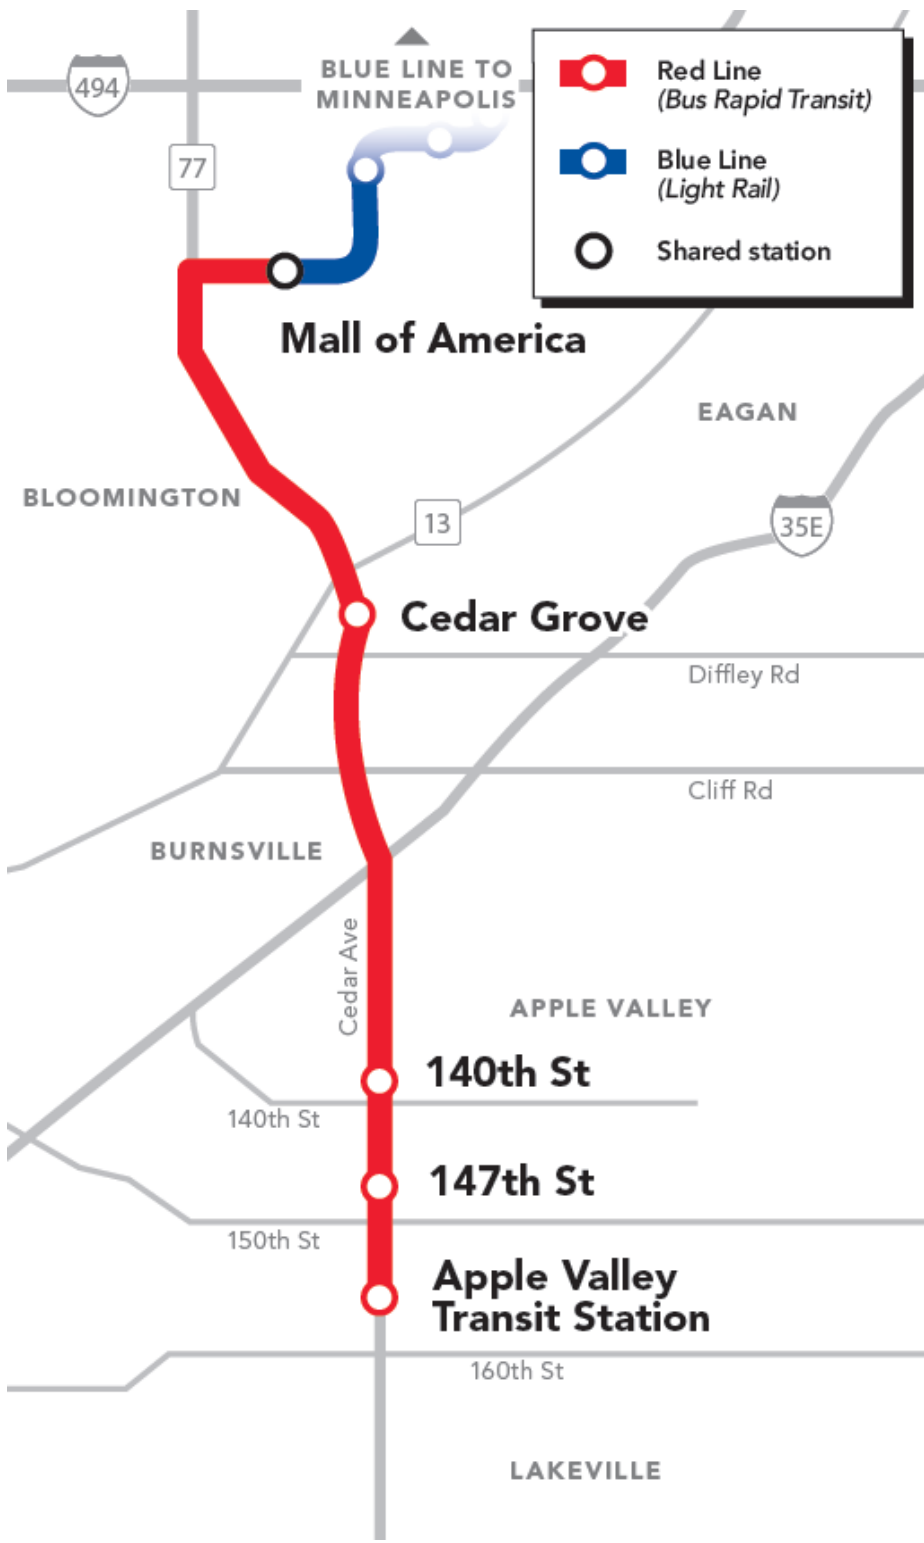 BLUE LINE TO
MINNEAPOLIS
494
77
Red Line
(Bus Rapid Transit)
Blue Line
(Light Rail)
Shared station
Mall of America
EAGAN
BLOOMINGTON
13
35E
Cedar Grove
Diffley Rd
Cliff Rd
BURNSVILLE
Cedar Ave
APPLE VALLEY
140th St
140th St
147th St
150th St
Apple Valley
Transit Station
160th St
LAKEVILLE